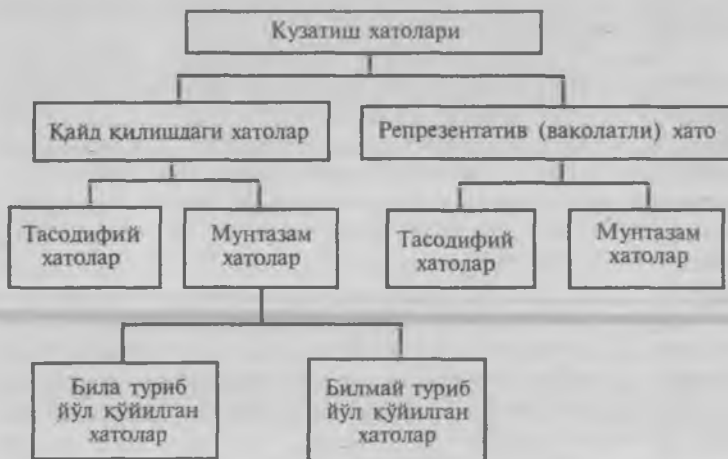 Кузатиш хатолари
Қайд қилишдаги хатолар
Репрезентатив (ваколатли) хато
Тасодифий
хатолар
Мунтазам
хатолар
Тасодифий
хатолар
Мунтазам
хатолар
Била туриб
йўл қўйилган
хатолар
Билмай туриб
йўл қўйилган
хатолар